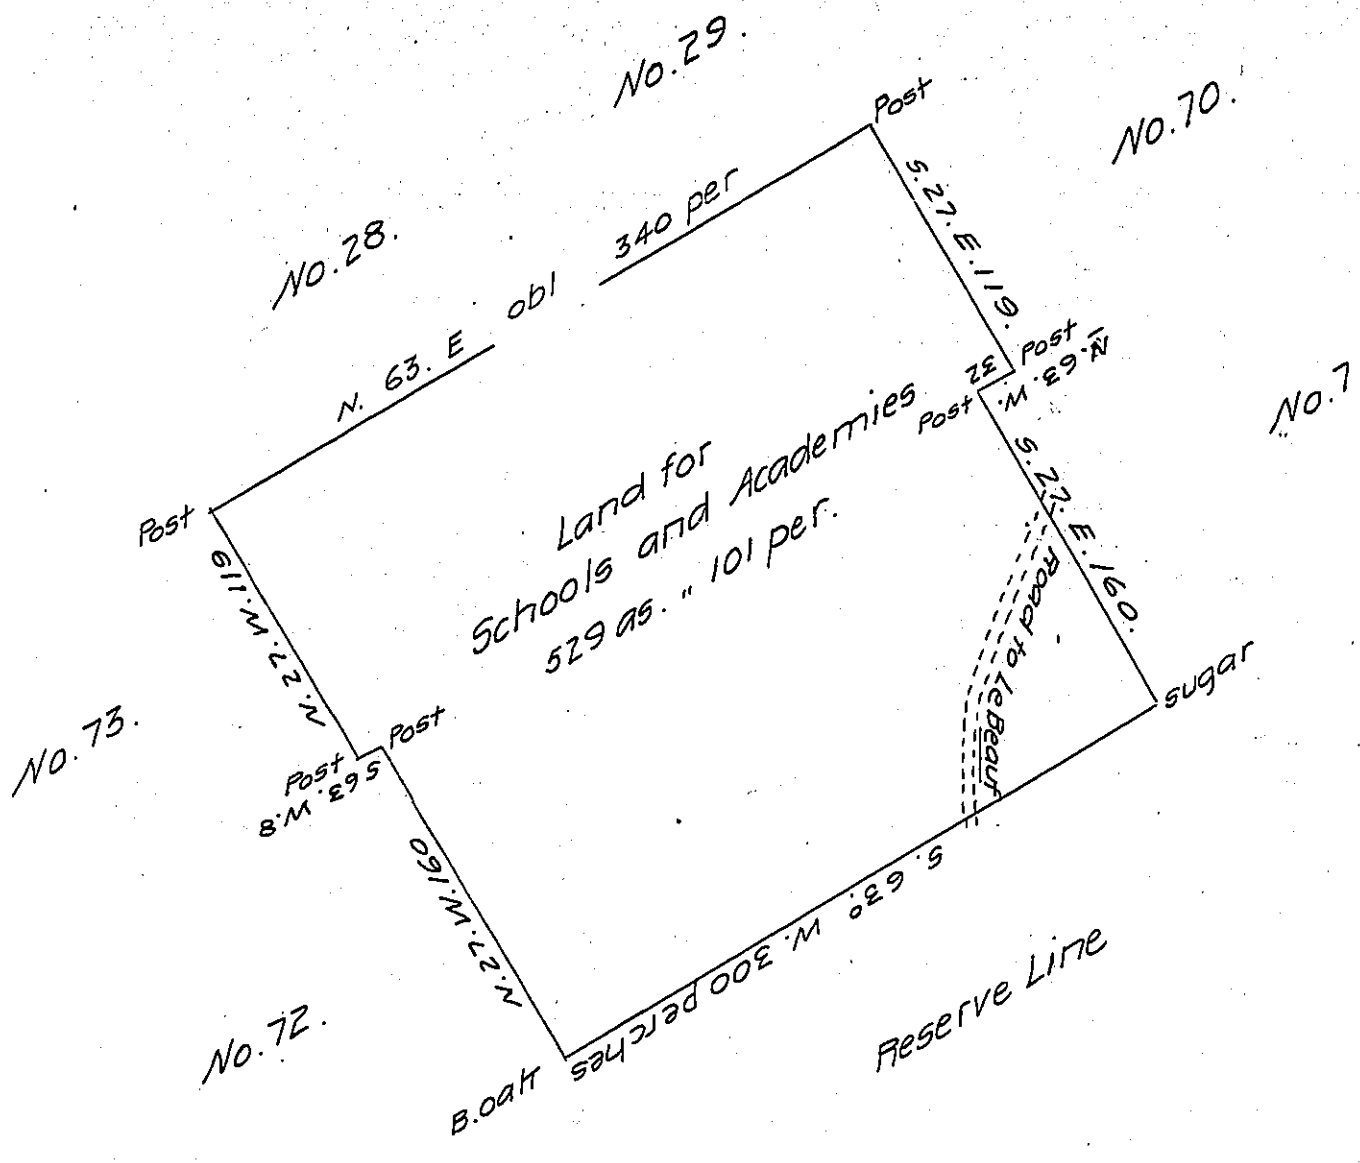 No.29.
Post
No.70.
S.27.E.119.
340 per
obl
No.28.
N. 63. E
Post
32
N.63.W.
Post
No.7
Post
Land for
Schools and Academies
529 as. " 101 per.
S.27.E.160.
Road to Le Beauf
sugar
N.27.W.119
Post
Post
S63.W.8
No.73.
N.27.W.160
S. 63° W. 300 perches
Reserve Line
No.72.
B.oak